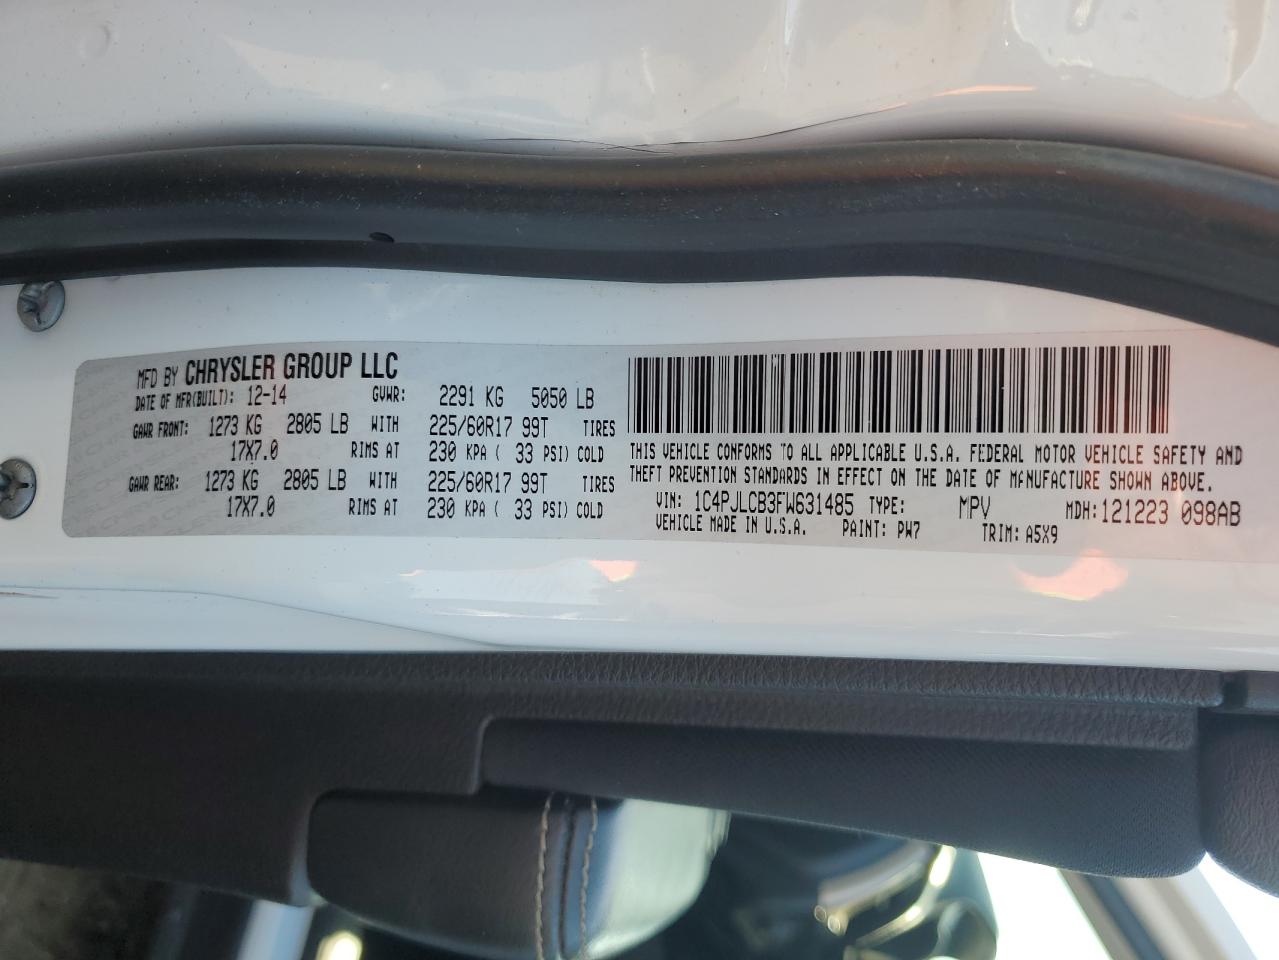 MFD BY CHRYSLER GROUP LLC
DATE OF MFR(BUILT): 12-14 GVWR: 2291 KG 5050 LB
GAWR FRONT: 1273 KG 2805 LB WITH 225/60R17 99T TIRES
17X7.0 RIMS AT 230 KPA ( 33 PSI) COLD
GAWR REAR: 1273 KG 2805 LB WITH 225/60R17 99T TIRES
17X7.0 RIMS AT 230 KPA ( 33 PSI) COLD
THIS VEHICLE CONFORMS TO ALL APPLICABLE U.S.A. FEDERAL MOTOR VEHICLE SAFETY AND
THEFT PREVENTION STANDARDS IN EFFECT ON THE DATE OF MANUFACTURE SHOWN ABOVE.
VIN: 1C4PJLCB3FW631485 TYPE: MPV MDH: 121223 098AB
VEHICLE MADE IN U.S.A. PAINT: PW7 TRIM: A5X9